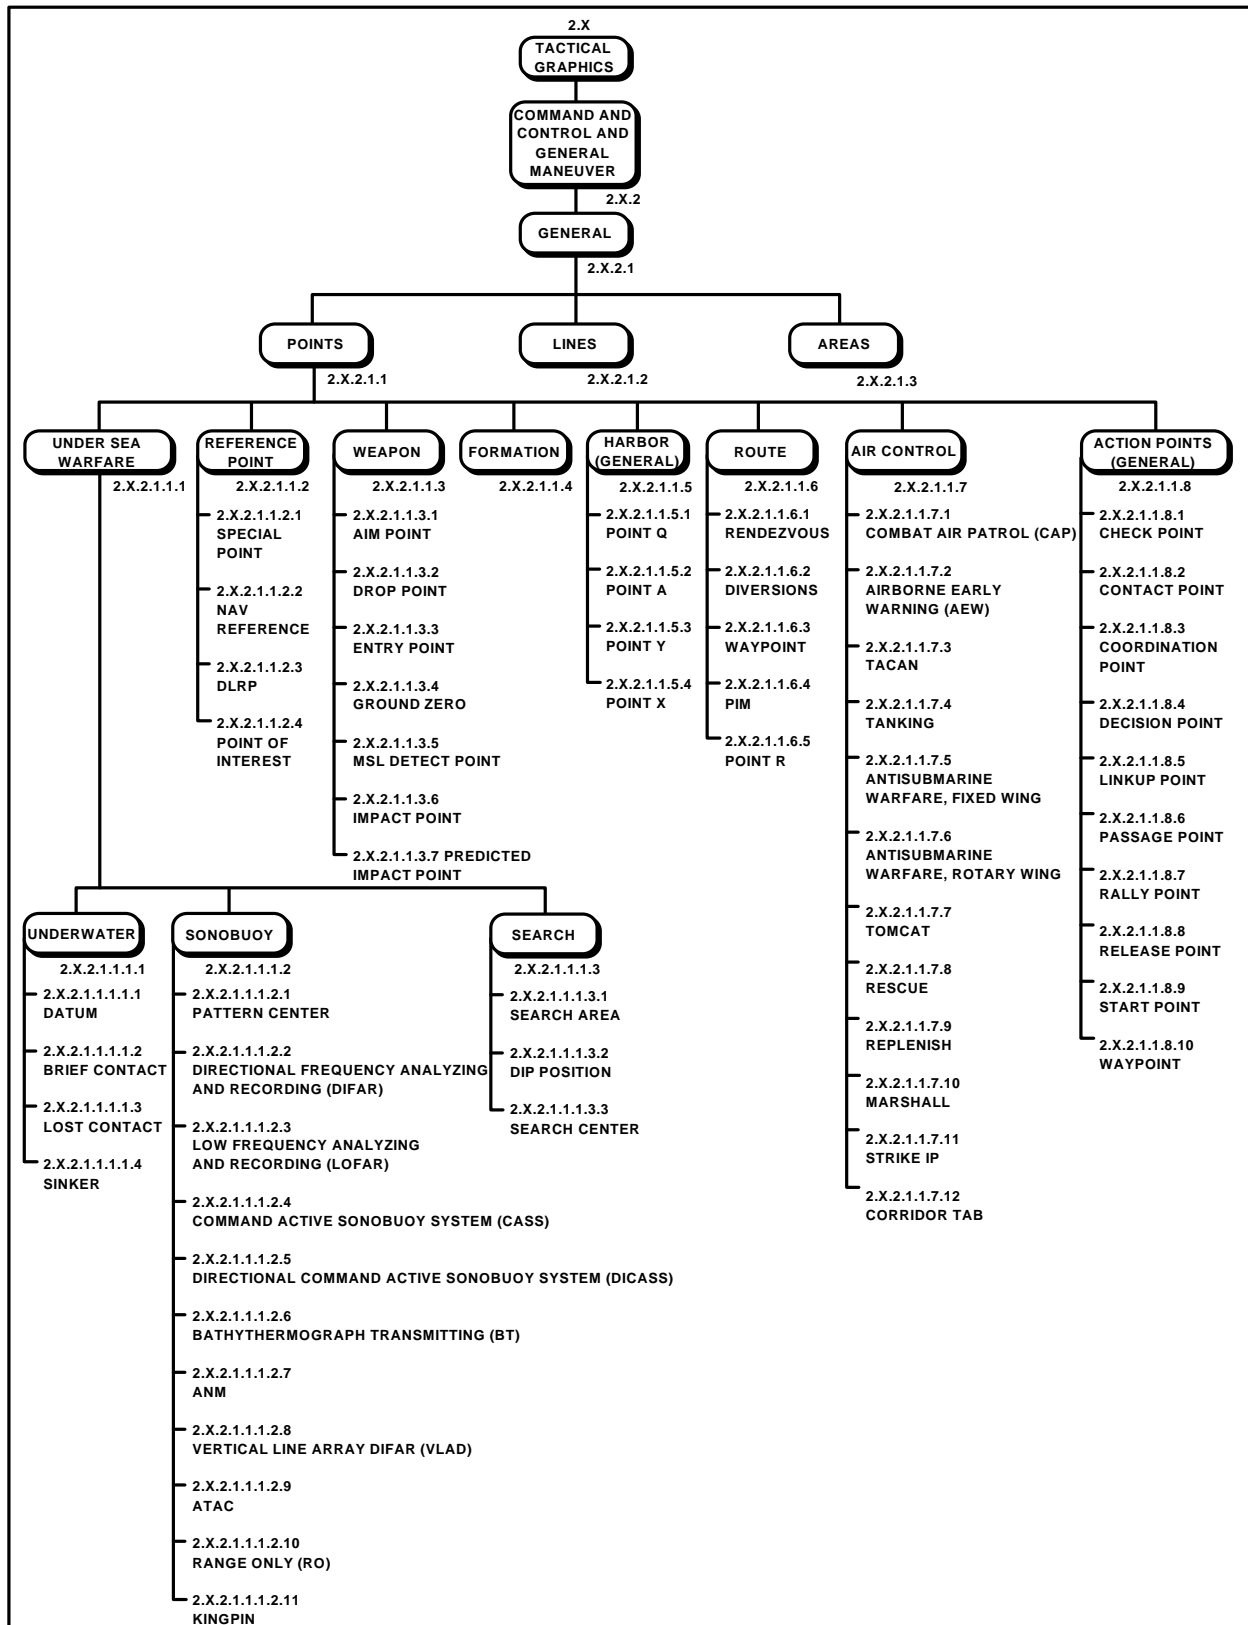 2.X
TACTICAL
GRAPHICS
COMMAND AND
CONTROL AND
GENERAL
MANEUVER
2.X.2
GENERAL
2.X.2.1
POINTS
2.X.2.1.1
LINES
2.X.2.1.2
AREAS
2.X.2.1.3
UNDER SEA
WARFARE
2.X.2.1.1.1
REFERENCE
POINT
2.X.2.1.1.2
2.X.2.1.1.2.1
SPECIAL
POINT
2.X.2.1.1.2.2
NAV
REFERENCE
2.X.2.1.1.2.3
DLRP
2.X.2.1.1.2.4
POINT OF
INTEREST
WEAPON
2.X.2.1.1.3
2.X.2.1.1.3.1
AIM POINT
2.X.2.1.1.3.2
DROP POINT
2.X.2.1.1.3.3
ENTRY POINT
2.X.2.1.1.3.4
GROUND ZERO
2.X.2.1.1.3.5
MSL DETECT POINT
2.X.2.1.1.3.6
IMPACT POINT
2.X.2.1.1.3.7 PREDICTED
IMPACT POINT
FORMATION
2.X.2.1.1.4
HARBOR
(GENERAL)
2.X.2.1.1.5
2.X.2.1.1.5.1
POINT Q
2.X.2.1.1.5.2
POINT A
2.X.2.1.1.5.3
POINT Y
2.X.2.1.1.5.4
POINT X
ROUTE
2.X.2.1.1.6
2.X.2.1.1.6.1
RENDEZVOUS
2.X.2.1.1.6.2
DIVERSIONS
2.X.2.1.1.6.3
WAYPOINT
2.X.2.1.1.6.4
PIM
2.X.2.1.1.6.5
POINT R
AIR CONTROL
2.X.2.1.1.7
2.X.2.1.1.7.1
COMBAT AIR PATROL (CAP)
2.X.2.1.1.7.2
AIRBORNE EARLY
WARNING (AEW)
2.X.2.1.1.7.3
TACAN
2.X.2.1.1.7.4
TANKING
2.X.2.1.1.7.5
ANTISUBMARINE
WARFARE, FIXED WING
2.X.2.1.1.7.6
ANTISUBMARINE
WARFARE, ROTARY WING
2.X.2.1.1.7.7
TOMCAT
2.X.2.1.1.7.8
RESCUE
2.X.2.1.1.7.9
REPLENISH
2.X.2.1.1.7.10
MARSHALL
2.X.2.1.1.7.11
STRIKE IP
2.X.2.1.1.7.12
CORRIDOR TAB
ACTION POINTS
(GENERAL)
2.X.2.1.1.8
2.X.2.1.1.8.1
CHECK POINT
2.X.2.1.1.8.2
CONTACT POINT
2.X.2.1.1.8.3
COORDINATION
POINT
2.X.2.1.1.8.4
DECISION POINT
2.X.2.1.1.8.5
LINKUP POINT
2.X.2.1.1.8.6
PASSAGE POINT
2.X.2.1.1.8.7
RALLY POINT
2.X.2.1.1.8.8
RELEASE POINT
2.X.2.1.1.8.9
START POINT
2.X.2.1.1.8.10
WAYPOINT
UNDERWATER
2.X.2.1.1.1.1
2.X.2.1.1.1.1.1
DATUM
2.X.2.1.1.1.1.2
BRIEF CONTACT
2.X.2.1.1.1.1.3
LOST CONTACT
2.X.2.1.1.1.1.4
SINKER
SONOBUOY
2.X.2.1.1.1.2
2.X.2.1.1.1.2.1
PATTERN CENTER
2.X.2.1.1.1.2.2
DIRECTIONAL FREQUENCY ANALYZING
AND RECORDING (DIFAR)
2.X.2.1.1.1.2.3
LOW FREQUENCY ANALYZING
AND RECORDING (LOFAR)
2.X.2.1.1.1.2.4
COMMAND ACTIVE SONOBUOY SYSTEM (CASS)
2.X.2.1.1.1.2.5
DIRECTIONAL COMMAND ACTIVE SONOBUOY SYSTEM (DICASS)
2.X.2.1.1.1.2.6
BATHYTHERMOGRAPH TRANSMITTING (BT)
2.X.2.1.1.1.2.7
ANM
2.X.2.1.1.1.2.8
VERTICAL LINE ARRAY DIFAR (VLAD)
2.X.2.1.1.1.2.9
ATAC
2.X.2.1.1.1.2.10
RANGE ONLY (RO)
2.X.2.1.1.1.2.11
KINGPIN
SEARCH
2.X.2.1.1.1.3
2.X.2.1.1.1.3.1
SEARCH AREA
2.X.2.1.1.1.3.2
DIP POSITION
2.X.2.1.1.1.3.3
SEARCH CENTER